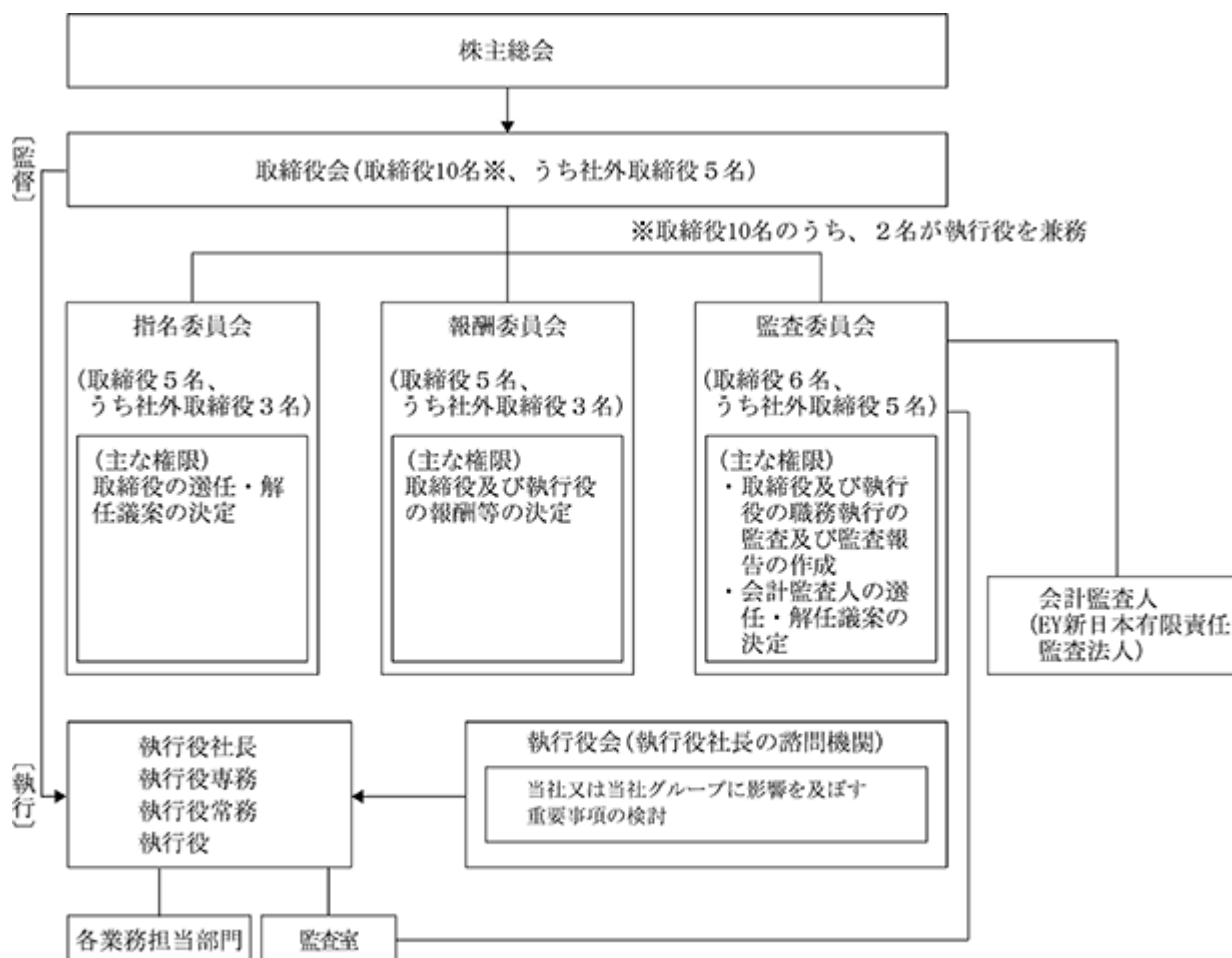 株主総会
〔監督〕
取締役会(取締役10名※、うち社外取締役5名)
※取締役10名のうち、2名が執行役を兼務
指名委員会
(取締役5名、
うち社外取締役3名)
(主な権限)
取締役の選任・解
任議案の決定
報酬委員会
(取締役5名、
うち社外取締役3名)
(主な権限)
取締役及び執行役
の報酬等の決定
監査委員会
(取締役6名、
うち社外取締役5名)
(主な権限)
・取締役及び執行
役の職務執行の
監査及び監査報
告の作成
・会計監査人の選
任・解任議案の
決定
会計監査人
(EY新日本有限責任
監査法人)
〔執行〕
執行役社長
執行役専務
執行役常務
執行役
執行役会(執行役社長の諮問機関)
当社又は当社グループに影響を及ぼす
重要事項の検討
各業務担当部門
監査室